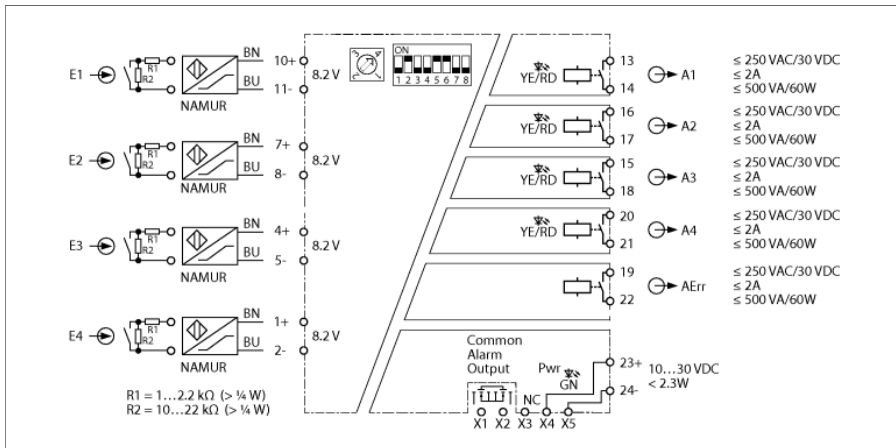 E1
R1
R2
NAMUR
BN
10+
BU
11-
8.2 V
E2
R1
R2
NAMUR
BN
7+
BU
8-
8.2 V
E3
R1
R2
NAMUR
BN
4+
BU
5-
8.2 V
E4
R1
R2
NAMUR
BN
1+
BU
2-
8.2 V
R1 = 1...2.2 kΩ (> ¼ W)
R2 = 10...22 kΩ (> ¼ W)
1 2 3 4
ON
1 2 3 4 5 6 7 8
YE/RD
13
14
A1
≤ 250 VAC/30 VDC
≤ 2A
≤ 500 VA/60W
YE/RD
16
17
A2
≤ 250 VAC/30 VDC
≤ 2A
≤ 500 VA/60W
YE/RD
15
18
A3
≤ 250 VAC/30 VDC
≤ 2A
≤ 500 VA/60W
YE/RD
20
21
A4
≤ 250 VAC/30 VDC
≤ 2A
≤ 500 VA/60W
19
22
AErr
≤ 250 VAC/30 VDC
≤ 2A
≤ 500 VA/60W
Common
Alarm
Output
Pwr
GN
NC
23+
24-
10...30 VDC
< 2.3W
X1 X2 X3 X4 X5